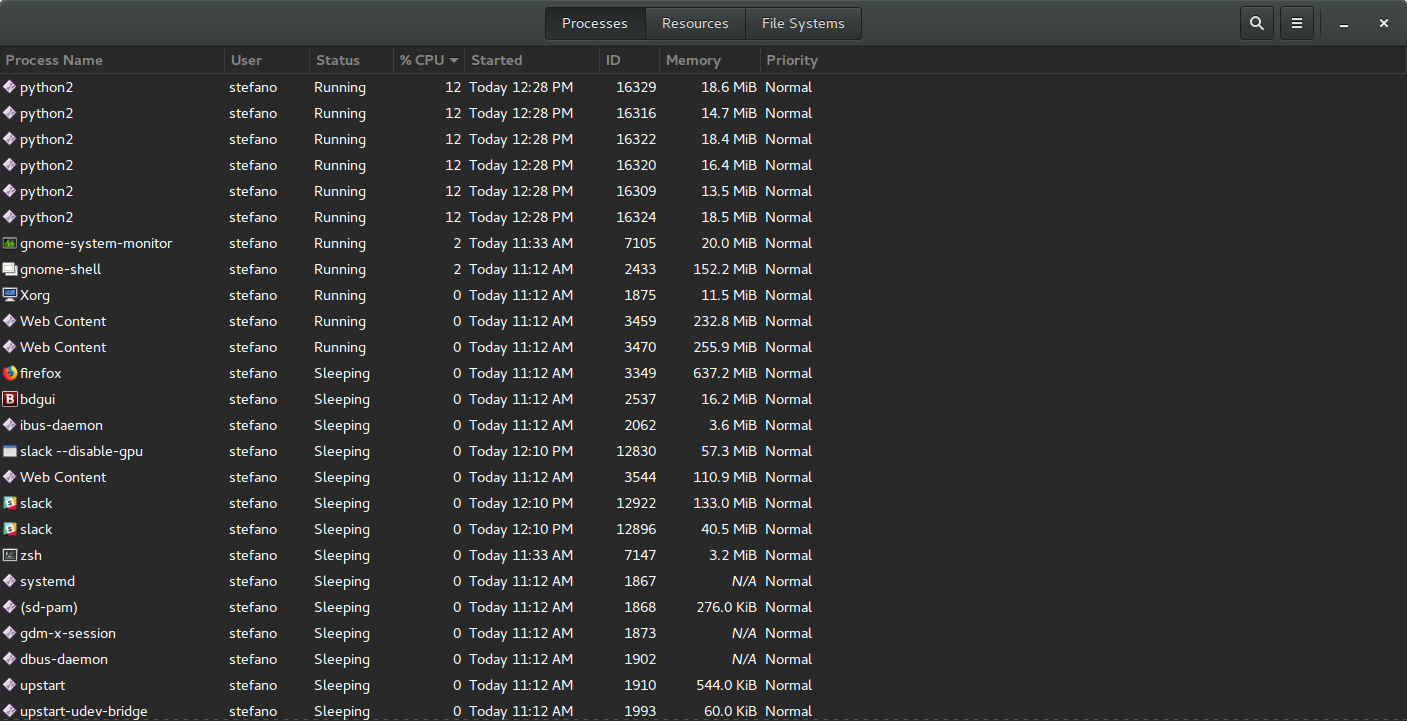 Processes Resources File Systems
Process Name User Status % CPU Started ID Memory Priority
python2 stefano Running 12 Today 12:28 PM 16329 18.6 MiB Normal
python2 stefano Running 12 Today 12:28 PM 16316 14.7 MiB Normal
python2 stefano Running 12 Today 12:28 PM 16322 18.4 MiB Normal
python2 stefano Running 12 Today 12:28 PM 16320 16.4 MiB Normal
python2 stefano Running 12 Today 12:28 PM 16309 13.5 MiB Normal
python2 stefano Running 12 Today 12:28 PM 16324 18.5 MiB Normal
gnome-system-monitor stefano Running 2 Today 11:33 AM 7105 20.0 MiB Normal
gnome-shell stefano Running 2 Today 11:12 AM 2433 152.2 MiB Normal
Xorg stefano Running 0 Today 11:12 AM 1875 11.5 MiB Normal
Web Content stefano Running 0 Today 11:12 AM 3459 232.8 MiB Normal
Web Content stefano Running 0 Today 11:12 AM 3470 255.9 MiB Normal
firefox stefano Sleeping 0 Today 11:12 AM 3349 637.2 MiB Normal
B bdgui stefano Sleeping 0 Today 11:12 AM 2537 16.2 MiB Normal
ibus-daemon stefano Sleeping 0 Today 11:12 AM 2062 3.6 MiB Normal
slack --disable-gpu stefano Sleeping 0 Today 12:10 PM 12830 57.3 MiB Normal
Web Content stefano Sleeping 0 Today 11:12 AM 3544 110.9 MiB Normal
slack stefano Sleeping 0 Today 12:10 PM 12922 133.0 MiB Normal
slack stefano Sleeping 0 Today 12:10 PM 12896 40.5 MiB Normal
zsh stefano Sleeping 0 Today 11:33 AM 7147 3.2 MiB Normal
systemd stefano Sleeping 0 Today 11:12 AM 1867 N/A Normal
(sd-pam) stefano Sleeping 0 Today 11:12 AM 1868 276.0 KiB Normal
gdm-x-session stefano Sleeping 0 Today 11:12 AM 1873 N/A Normal
dbus-daemon stefano Sleeping 0 Today 11:12 AM 1902 N/A Normal
upstart stefano Sleeping 0 Today 11:12 AM 1910 544.0 KiB Normal
upstart-udev-bridge stefano Sleeping 0 Today 11:12 AM 1993 60.0 KiB Normal